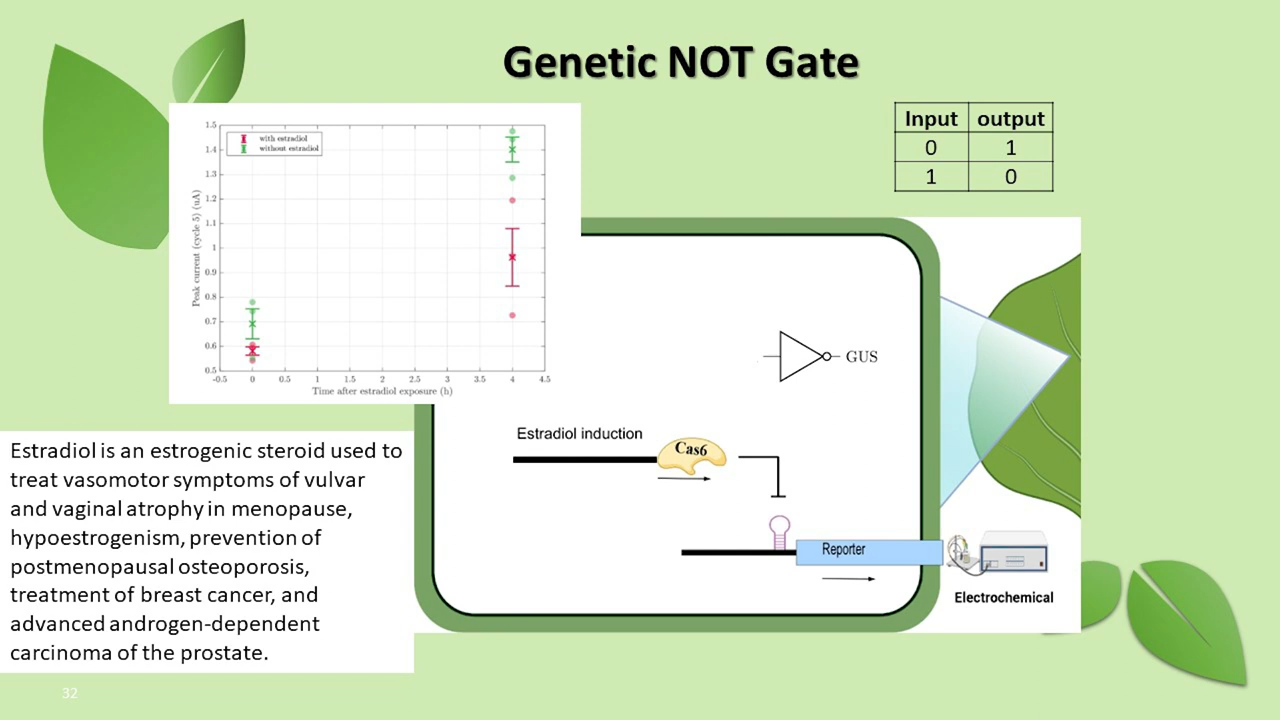 Genetic NOT Gate
Input output
0 1
1 0
1.5
1.4
1.3
1.2
1.1
1
0.9
0.8
0.7
0.6
0.5
with estradiol
without estradiol
Peak current (cycle 5) (uA)
-0.5 0 0.5 1 1.5 2 2.5 3 3.5 4 4.5
Time after estradiol exposure (h)
GUS
Estradiol induction
Cas6
Reporter
Electrochemical
Estradiol is an estrogenic steroid used to
treat vasomotor symptoms of vulvar
and vaginal atrophy in menopause,
hypoestrogenism, prevention of
postmenopausal osteoporosis,
treatment of breast cancer, and
advanced androgen-dependent
carcinoma of the prostate.
32